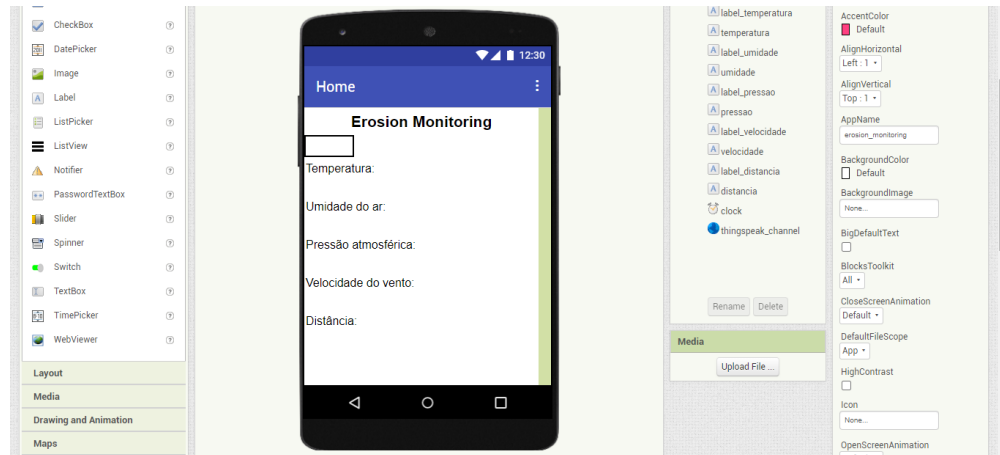 CheckBox
DatePicker
Image
Label
ListPicker
ListView
Notifier
PasswordTextBox
Slider
Spinner
Switch
TextBox
TimePicker
WebViewer
Layout
Media
Drawing and Animation
Maps
12:30
Home
Erosion Monitoring
Temperatura:
Umidade do ar:
Pressão atmosférica:
Velocidade do vento:
Distância:
label_temperatura
temperatura
label_umidade
umidade
label_pressao
pressao
label_velocidade
velocidade
label_distancia
distancia
clock
thingspeak_channel
Rename Delete
Media
Upload File ...
AccentColor
Default
AlignHorizontal
Left : 1
AlignVertical
Top : 1
AppName
erosion_monitoring
BackgroundColor
Default
BackgroundImage
None...
BigDefaultText
BlocksToolkit
All
CloseScreenAnimation
Default
DefaultFileScope
App
HighContrast
Icon
None...
OpenScreenAnimation